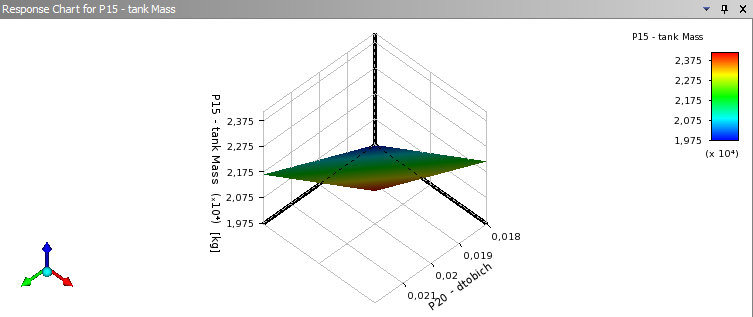 Response Chart for P15 - tank Mass
P15 - tank Mass
2,375
2,275
2,175
2,075
1,975
(x 10⁴)
P15 - tank Mass (x10⁴) [kg]
2,375
2,275
2,175
2,075
1,975
0,018
0,019
0,02
0,021
P20 - dtobich